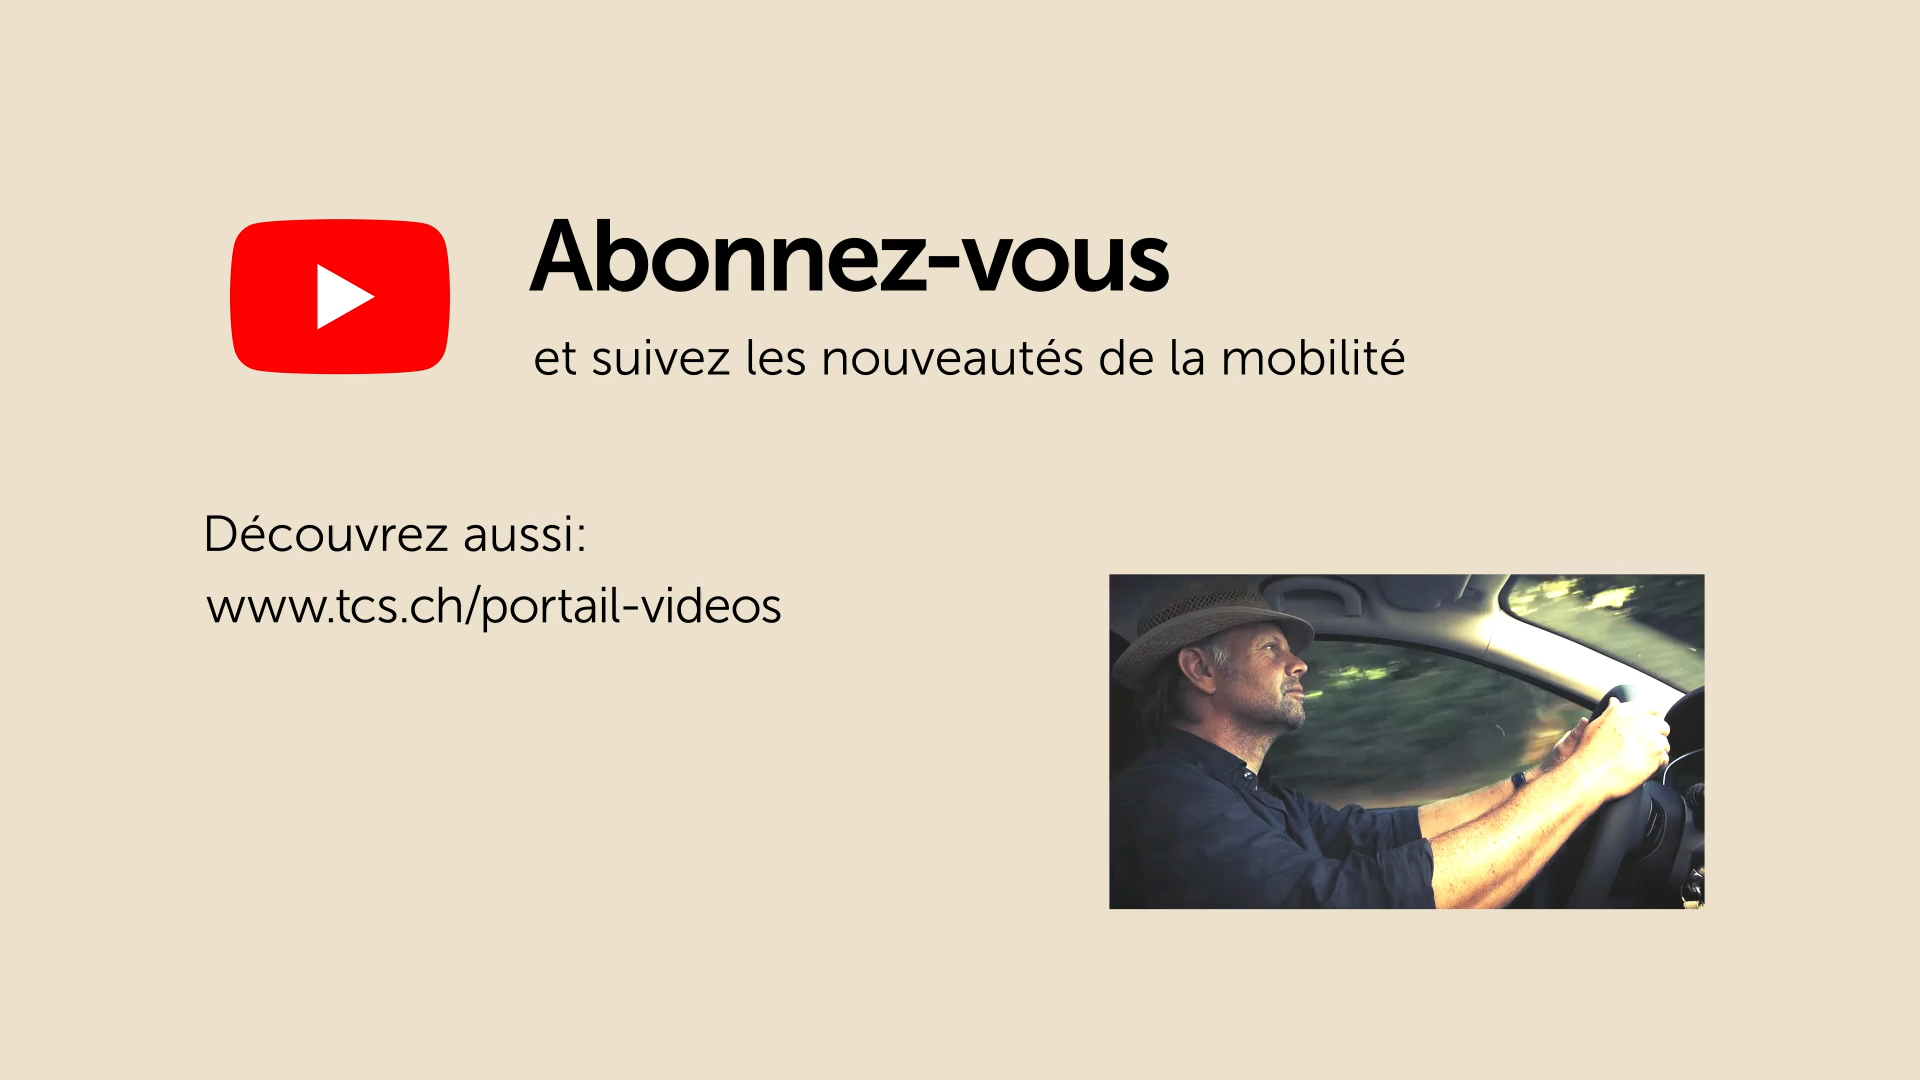 Abonnez-vous
et suivez les nouveautés de la mobilité
Découvrez aussi:
www.tcs.ch/portail-videos